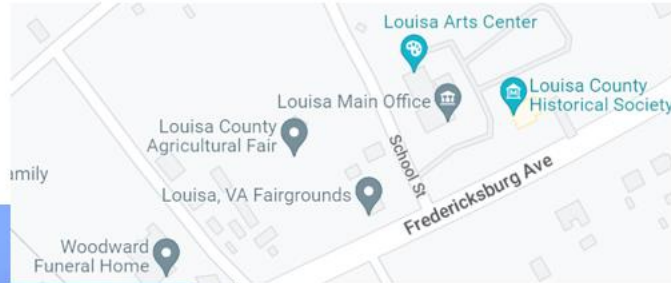 Louisa Arts Center
Louisa Main Office
Louisa County
Historical Society
Louisa County
Agricultural Fair
School St
amily
Louisa, VA Fairgrounds
Fredericksburg Ave
Woodward
Funeral Home